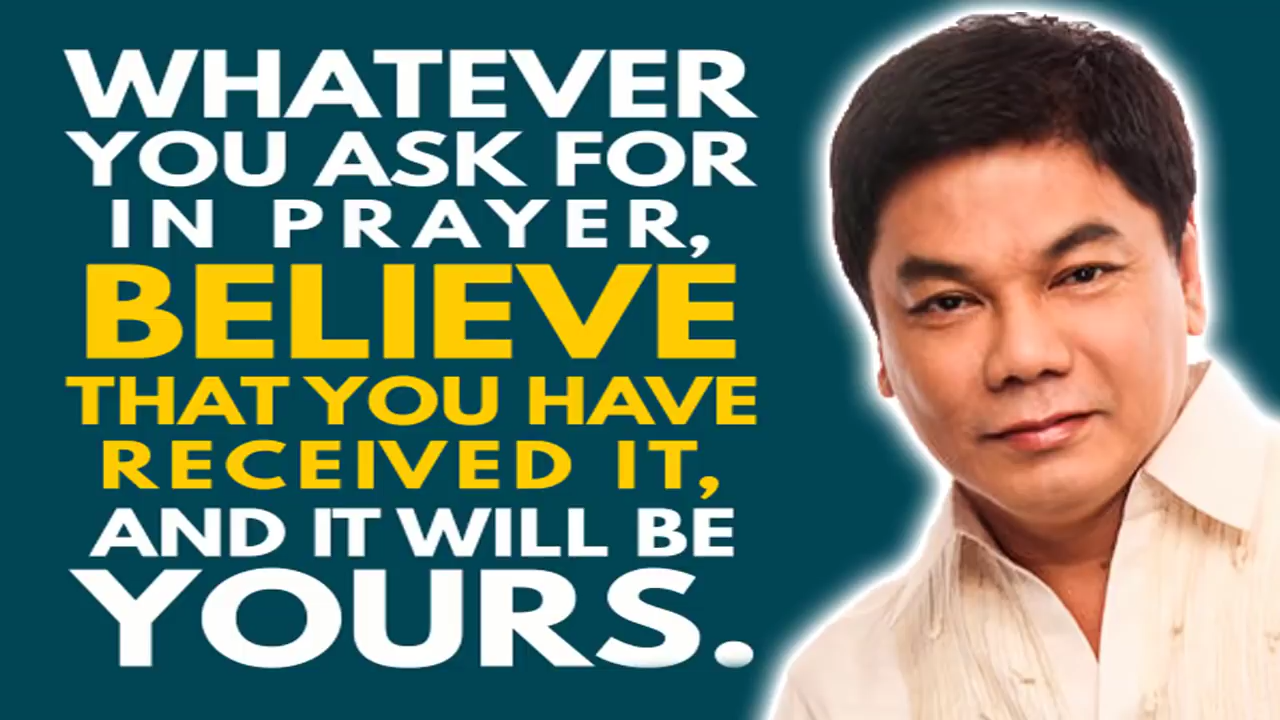 WHATEVER
YOU ASK FOR
IN PRAYER,
BELIEVE
THAT YOU HAVE
RECEIVED IT,
AND IT WILL BE
YOURS.